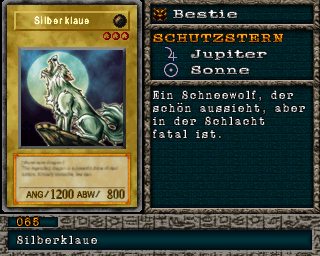 Silberklaue
ANG/1200 ABW/ 800
Bestie
SCHUTZSTERN
Jupiter
Sonne
Ein Schneewolf, der
schön aussieht, aber
in der Schlacht
fatal ist.
065
Silberklaue